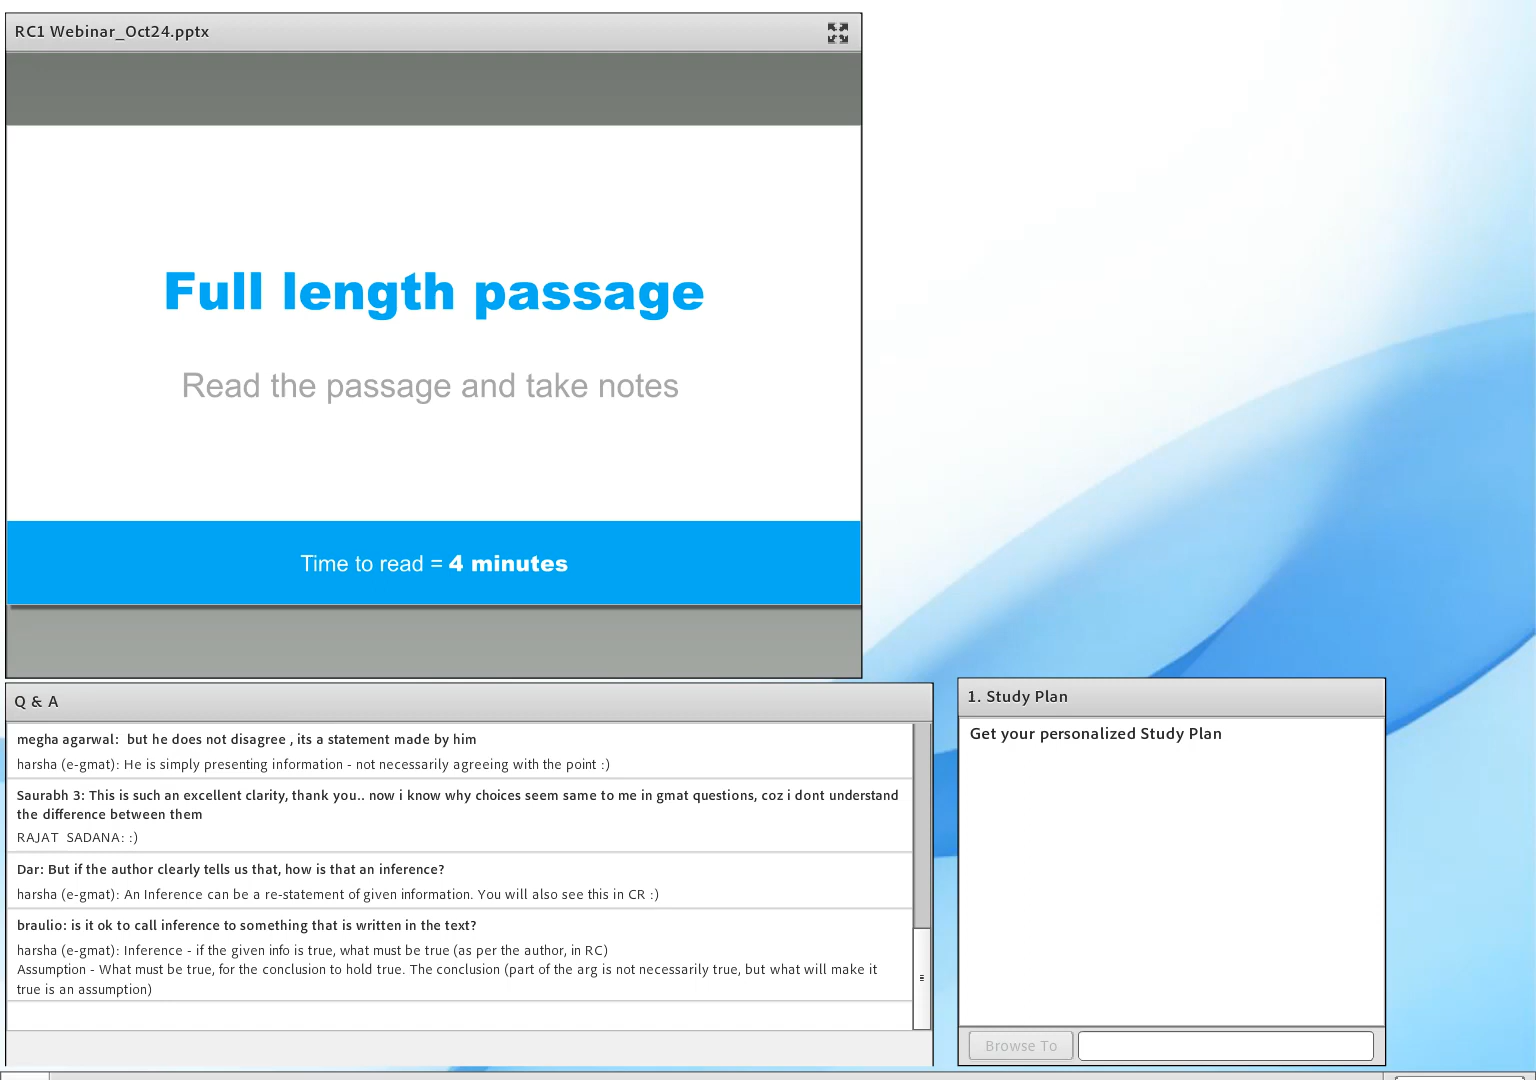 RC1 Webinar_Oct24.pptx
Full length passage
Read the passage and take notes
Time to read = 4 minutes
Q & A
megha agarwal:  but he does not disagree , its a statement made by him
harsha (e-gmat): He is simply presenting information - not necessarily agreeing with the point :)
Saurabh 3: This is such an excellent clarity, thank you.. now i know why choices seem same to me in gmat questions, coz i dont understand
the difference between them
RAJAT  SADANA: :)
Dar: But if the author clearly tells us that, how is that an inference?
harsha (e-gmat): An Inference can be a re-statement of given information. You will also see this in CR :)
braulio: is it ok to call inference to something that is written in the text?
harsha (e-gmat): Inference - if the given info is true, what must be true (as per the author, in RC)
Assumption - What must be true, for the conclusion to hold true. The conclusion (part of the arg is not necessarily true, but what will make it
true is an assumption)
1. Study Plan
Get your personalized Study Plan
Browse To